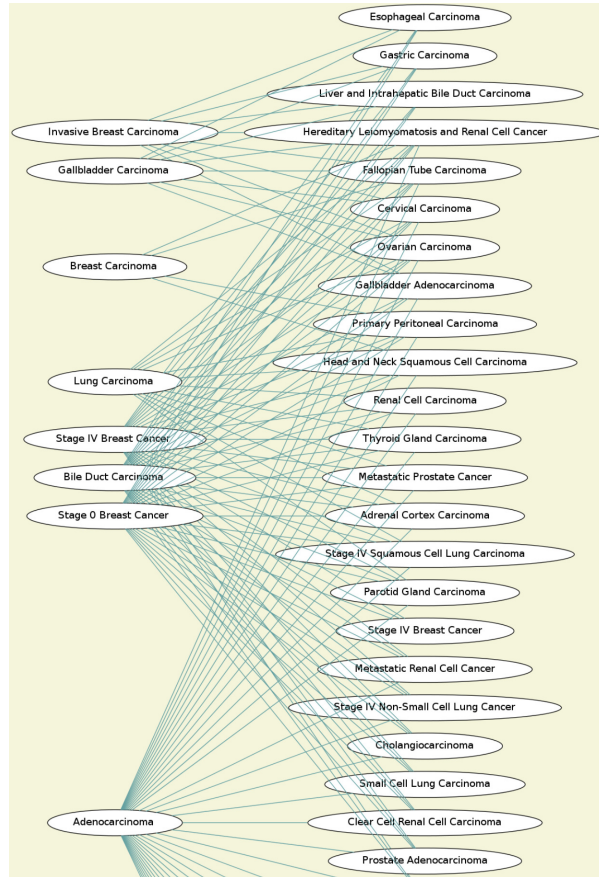 Esophageal Carcinoma
Gastric Carcinoma
Liver and Intrahepatic Bile Duct Carcinoma
Invasive Breast Carcinoma
Hereditary Leiomyomatosis and Renal Cell Cancer
Gallbladder Carcinoma
Fallopian Tube Carcinoma
Cervical Carcinoma
Ovarian Carcinoma
Breast Carcinoma
Gallbladder Adenocarcinoma
Primary Peritoneal Carcinoma
Head and Neck Squamous Cell Carcinoma
Lung Carcinoma
Renal Cell Carcinoma
Stage IV Breast Cancer
Thyroid Gland Carcinoma
Bile Duct Carcinoma
Metastatic Prostate Cancer
Stage 0 Breast Cancer
Adrenal Cortex Carcinoma
Stage IV Squamous Cell Lung Carcinoma
Parotid Gland Carcinoma
Stage IV Breast Cancer
Metastatic Renal Cell Cancer
Stage IV Non-Small Cell Lung Cancer
Cholangiocarcinoma
Small Cell Lung Carcinoma
Adenocarcinoma
Clear Cell Renal Cell Carcinoma
Prostate Adenocarcinoma